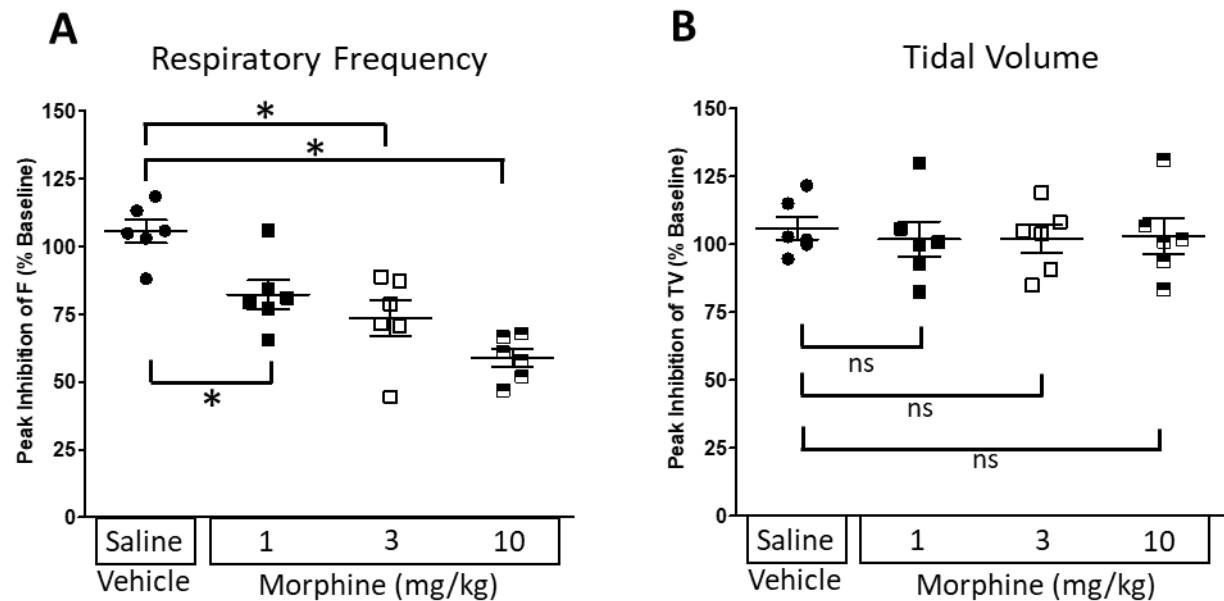 A
Respiratory Frequency
Peak Inhibition of F (% Baseline)
150
125
100
75
50
25
0
*
*
*
Saline
1
3
10
Vehicle
Morphine (mg/kg)
B
Tidal Volume
Peak Inhibition of TV (% Baseline)
150
125
100
75
50
25
0
ns
ns
ns
Saline
1
3
10
Vehicle
Morphine (mg/kg)